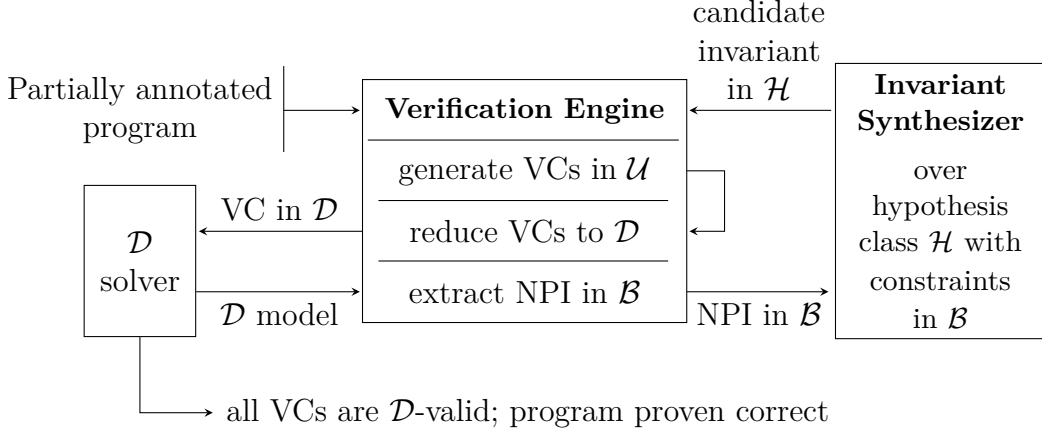 candidate
invariant
in ℋ
Partially annotated
program
Verification Engine
generate VCs in 𝒰
reduce VCs to 𝒟
extract NPI in ℬ
Invariant
Synthesizer
over
hypothesis
class ℋ with
constraints
in ℬ
VC in 𝒟
𝒟
solver
𝒟 model
NPI in ℬ
all VCs are 𝒟-valid; program proven correct